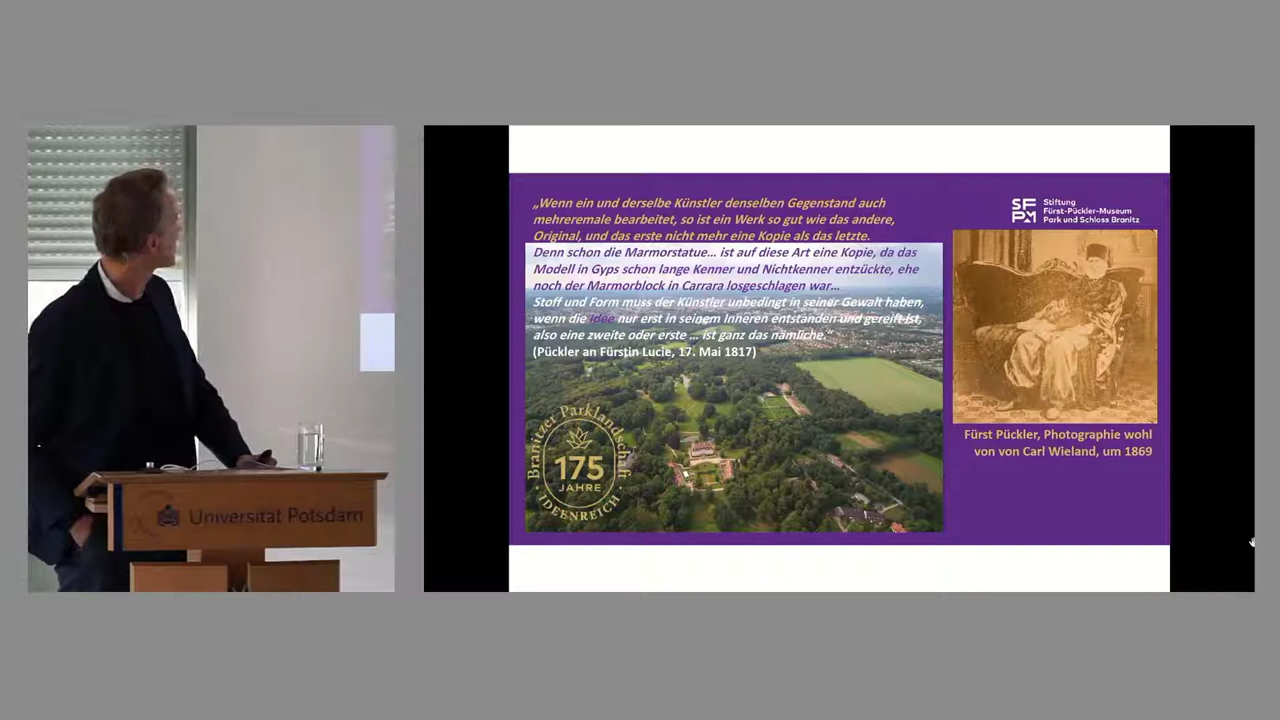 „Wenn ein und derselbe Künstler denselben Gegenstand auch
mehreremale bearbeitet, so ist ein Werk so gut wie das andere,
Original, und das erste nicht mehr eine Kopie als das letzte.
Denn schon die Marmorstatue... ist auf diese Art eine Kopie, da das
Modell in Gyps schon lange Kenner und Nichtkenner entzückte, ehe
noch der Marmorblock in Carrara losgeschlagen war...
Stoff und Form muss der Künstler unbedingt in seiner Gewalt haben,
wenn die Idee nur erst in seinem Inneren entstanden und gereift ist,
also eine zweite oder erste ... ist ganz das nämliche.“
(Pückler an Fürstin Lucie, 17. Mai 1817)
Branitzer Parklandschaft
175
JAHRE
IDEENREICH
SF
PM
Stiftung
Fürst-Pückler-Museum
Park und Schloss Branitz
Fürst Pückler, Photographie wohl
von von Carl Wieland, um 1869
Universität Potsdam